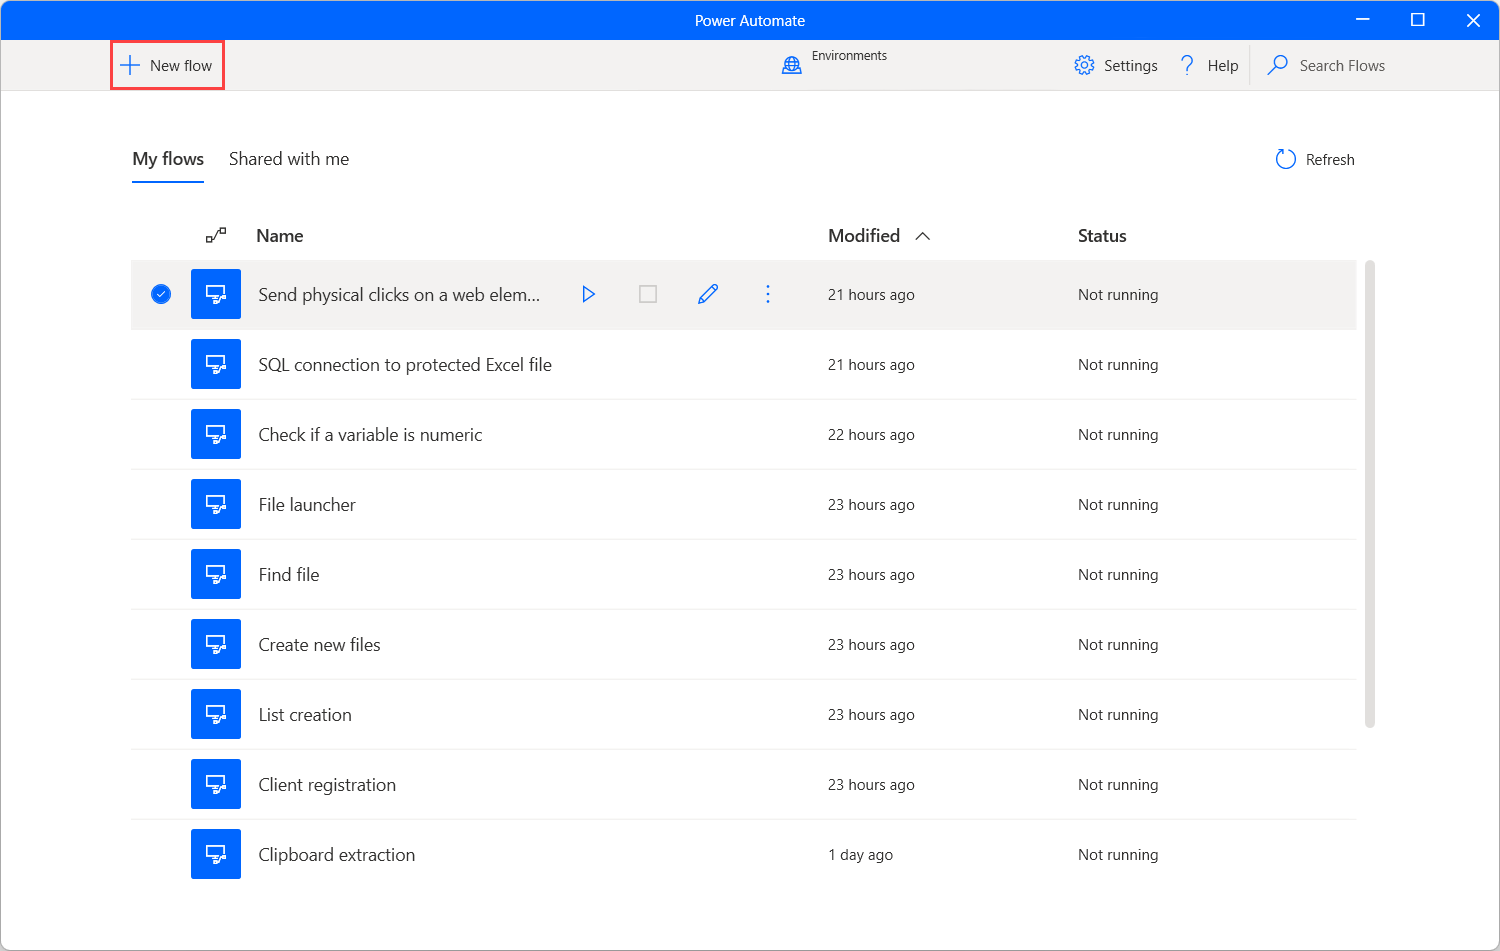 Power Automate
New flow
Environments
Settings
Help
Search Flows
My flows
Shared with me
Refresh
Name
Modified
Status
Send physical clicks on a web elem...
21 hours ago
Not running
SQL connection to protected Excel file
21 hours ago
Not running
Check if a variable is numeric
22 hours ago
Not running
File launcher
23 hours ago
Not running
Find file
23 hours ago
Not running
Create new files
23 hours ago
Not running
List creation
23 hours ago
Not running
Client registration
23 hours ago
Not running
Clipboard extraction
1 day ago
Not running